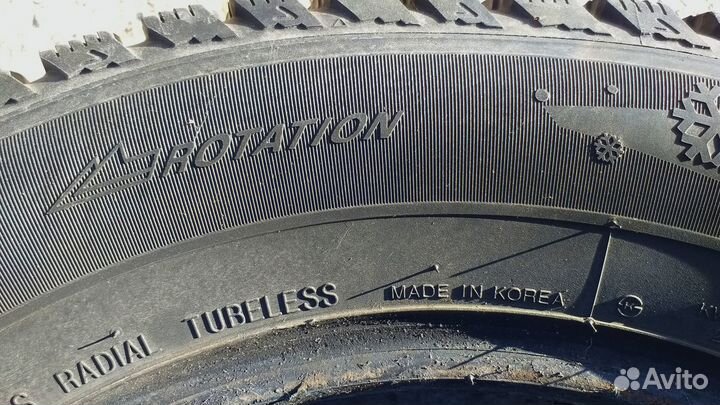 ROTATION
RADIAL TUBELESS MADE IN KOREA
Avito